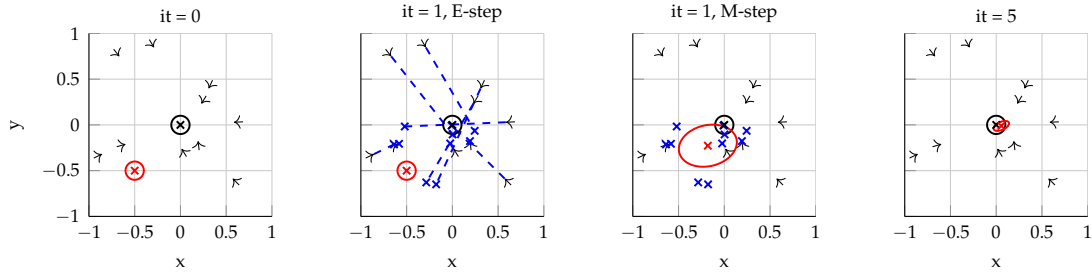 it = 0
it = 1, E-step
it = 1, M-step
it = 5
1
0.5
0
−0.5
−1
y
−1 −0.5 0 0.5 1
−1 −0.5 0 0.5 1
−1 −0.5 0 0.5 1
−1 −0.5 0 0.5 1
x
x
x
x